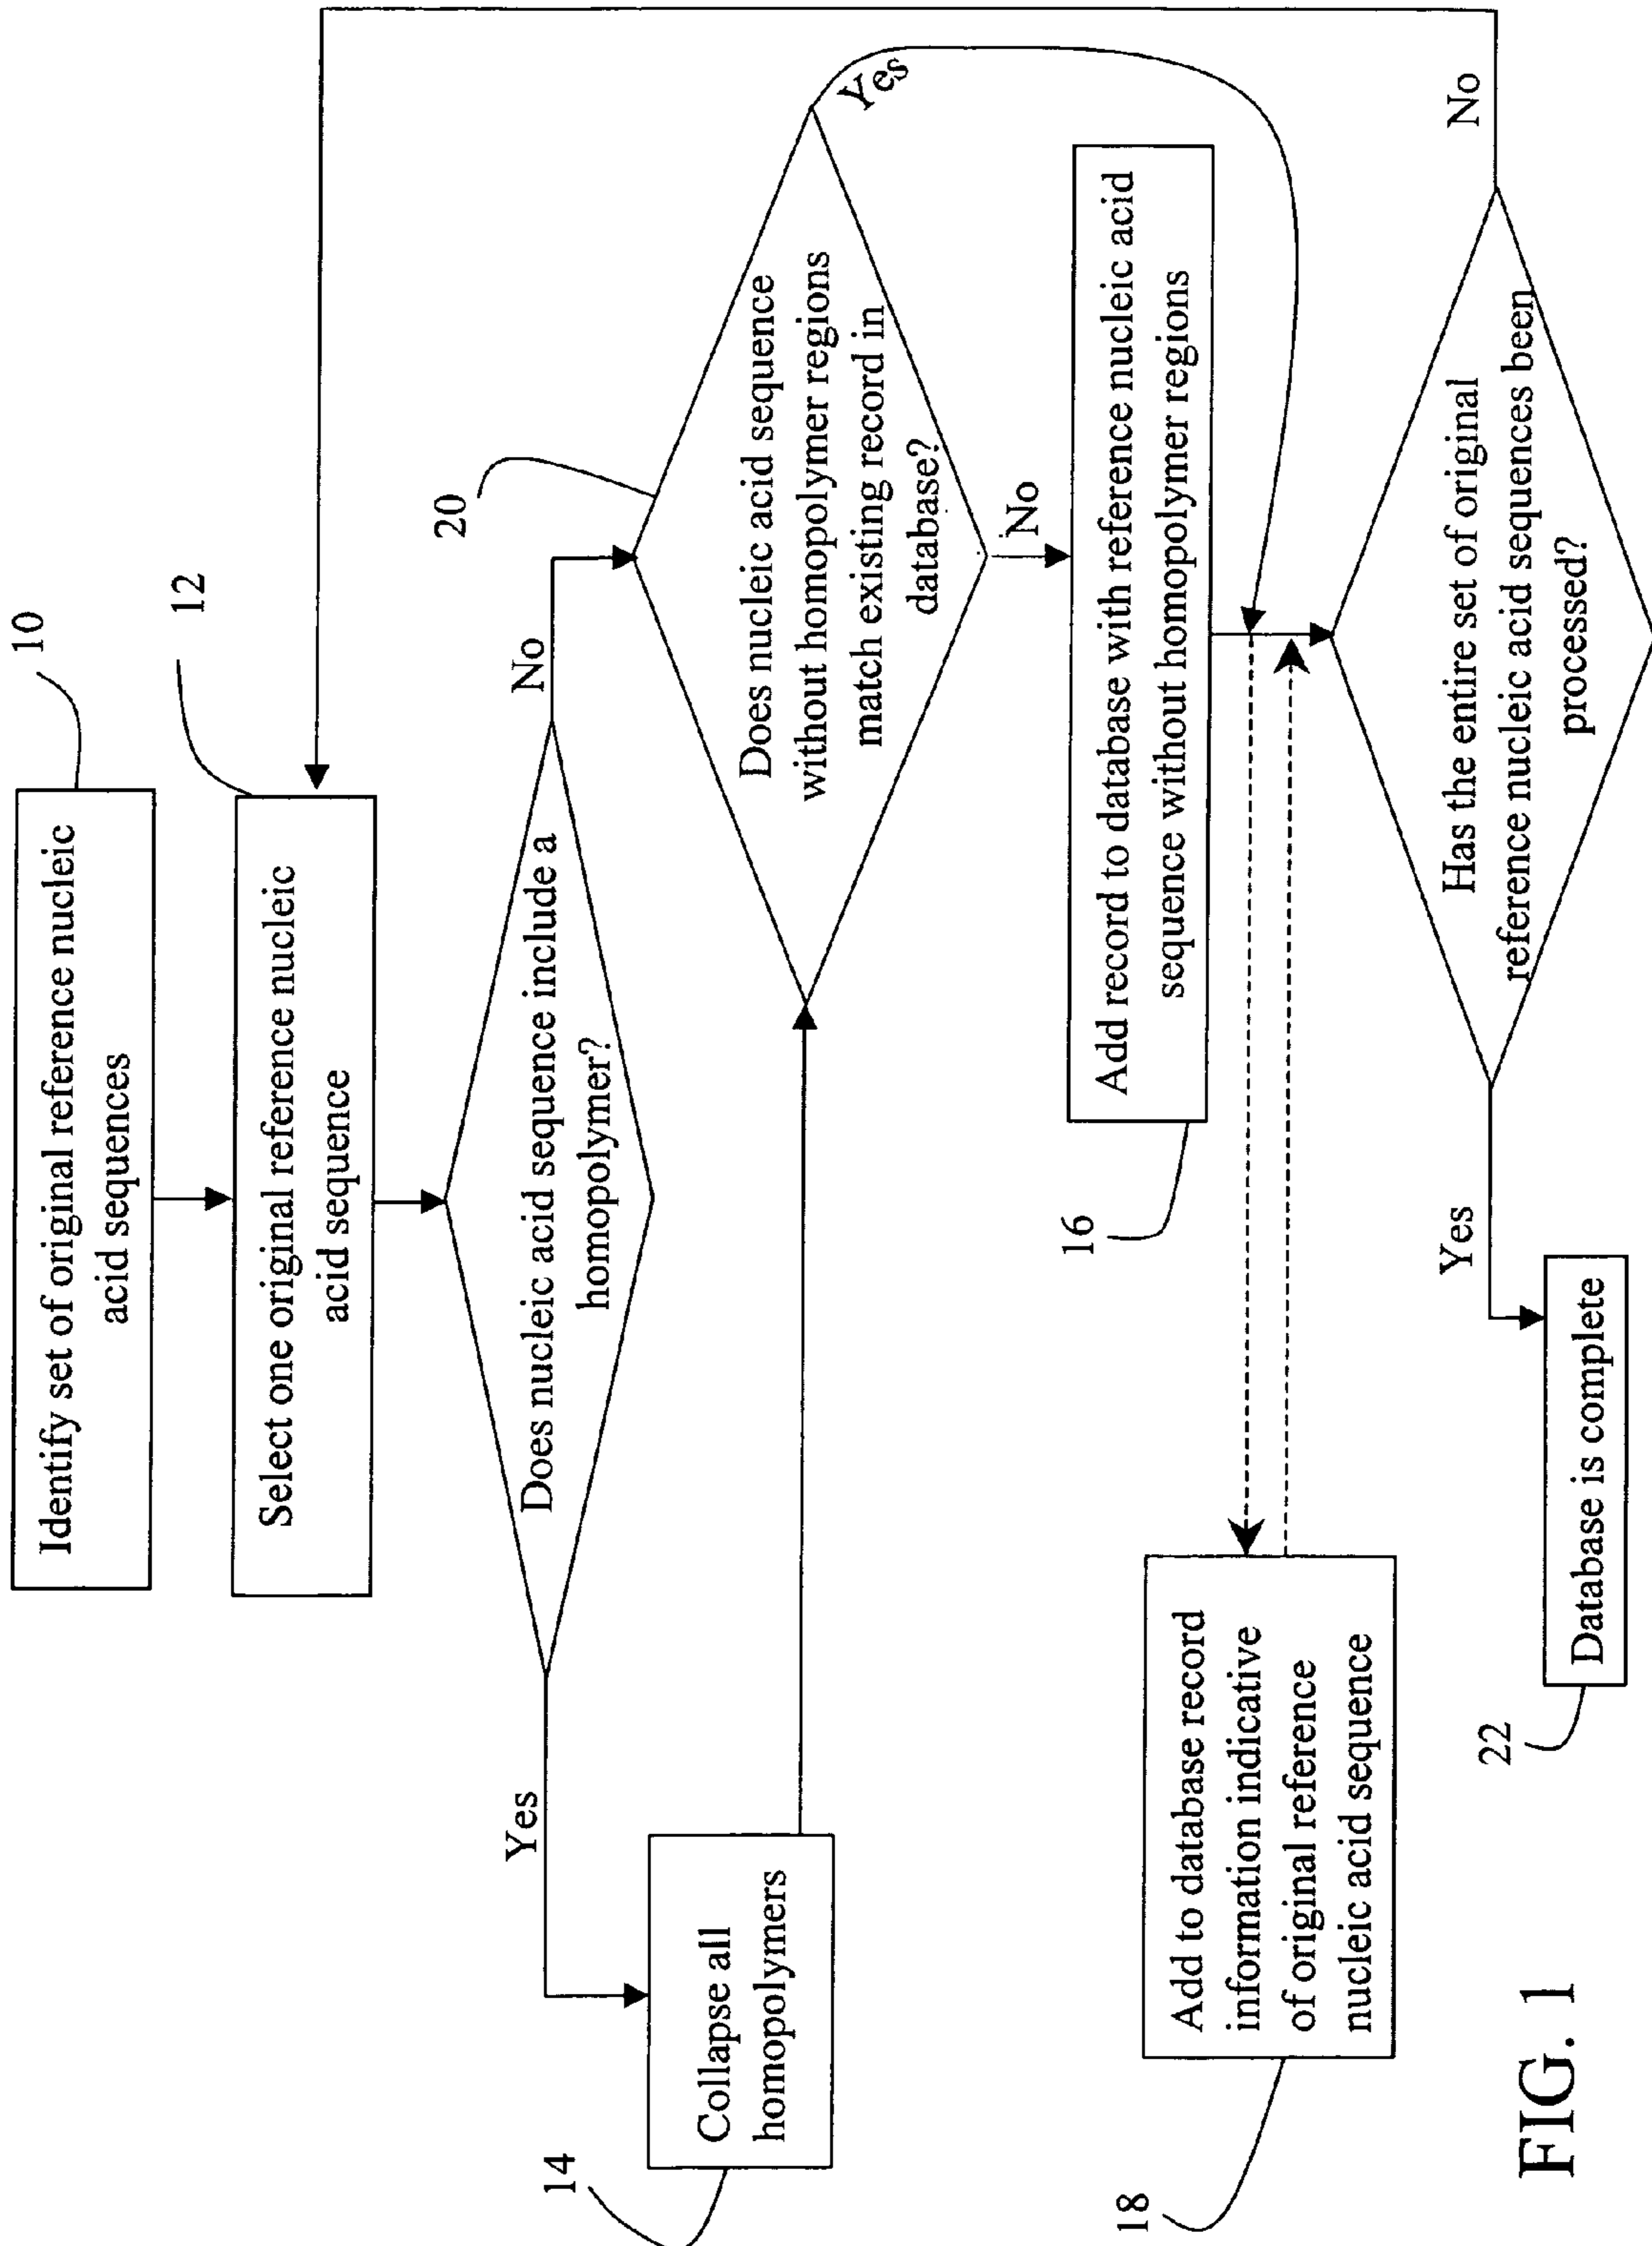 10
Identify set of original reference nucleic
acid sequences
12
Select one original reference nucleic
acid sequence
Does nucleic acid sequence include a
homopolymer?
Yes
No
14
Collapse all
homopolymers
20
Does nucleic acid sequence
without homopolymer regions
match existing record in
database?
Yes
No
16
Add record to database with reference nucleic acid
sequence without homopolymer regions
18
Add to database record
information indicative
of original reference
nucleic acid sequence
Has the entire set of original
reference nucleic acid sequences been
processed?
Yes
No
22
Database is complete
FIG. 1